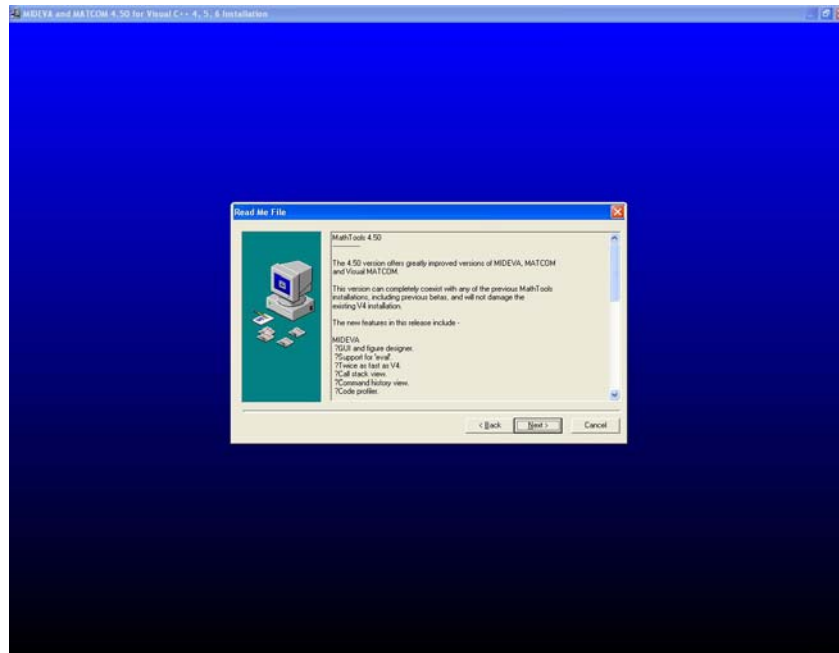 MIDEVA and MATCOM 4.50 for Visual C++ 4, 5, 6 Installation
Read Me File
MathTools 4.50
----------
The 4.50 version offers greatly improved versions of MIDEVA, MATCOM
and Visual MATCOM.
This version can completely coexist with any of the previous MathTools
installations, including previous betas, and will not damage the
existing V4 installation.
The new features in this release include -
MIDEVA
?GUI and figure designer.
?Support for 'eval'.
?Twice as fast as V4.
?Call stack view.
?Command history view.
?Code profiler.
< Back
Next >
Cancel